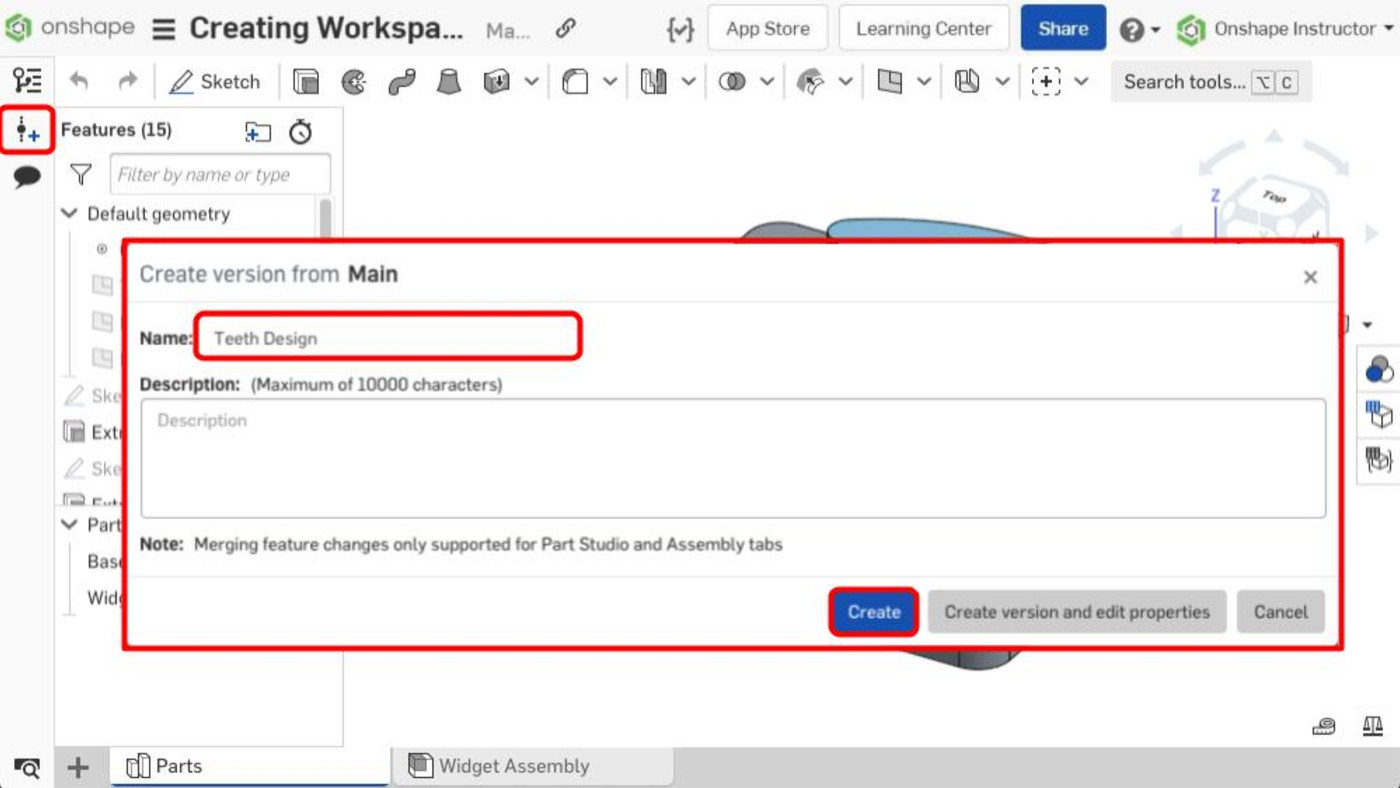 onshape
Creating Workspa...
Ma...
App Store
Learning Center
Share
Onshape Instructor
Sketch
Search tools... ⌥ C
Features (15)
Filter by name or type
Default geometry
Top
Z
Create version from Main
Name: Teeth Design
Description: (Maximum of 10000 characters)
Description
Ske
Extr
Ske
Extr
Part
Note: Merging feature changes only supported for Part Studio and Assembly tabs
Base
Widg
Create
Create version and edit properties
Cancel
Parts
Widget Assembly